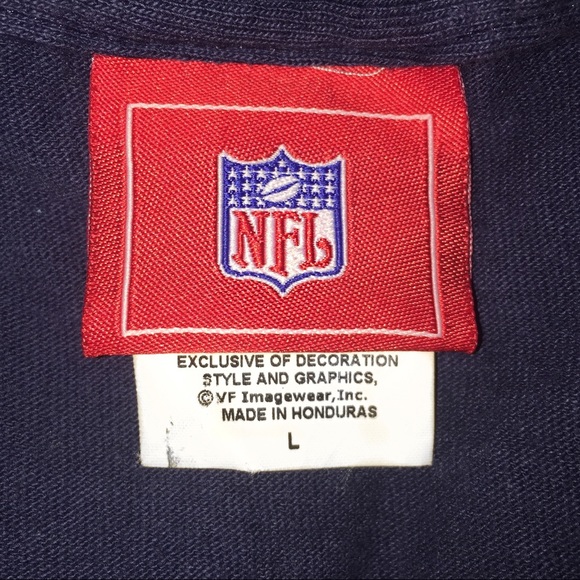 NFL
EXCLUSIVE OF DECORATION
STYLE AND GRAPHICS,
©VF Imagewear,Inc.
MADE IN HONDURAS
L